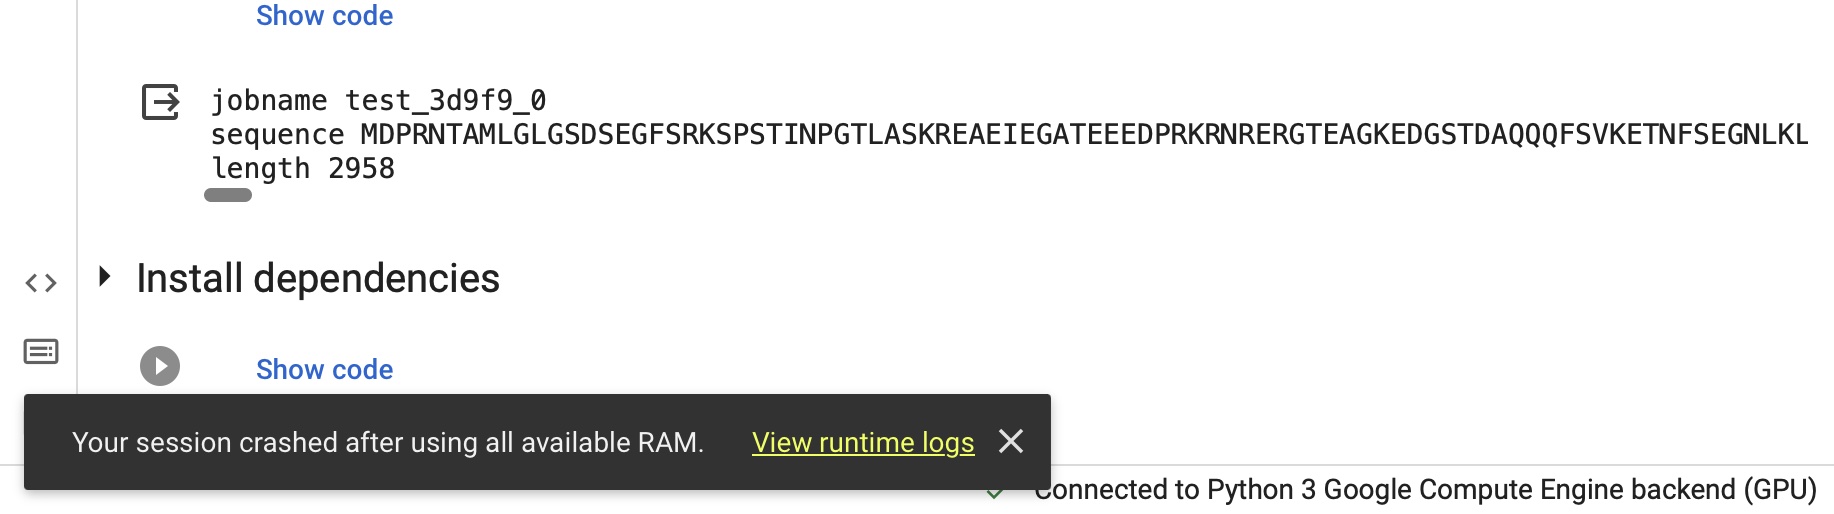 Show code
jobname test_3d9f9_0
sequence MDPRNTAMLGLGSDSEGFSRKSPSTINPGTLASKREAEIEGATEEEDPRKRNRERGTEAGKEDGSTDAQQQFSVKETNFSEGNLKL
length 2958
Install dependencies
Show code
Your session crashed after using all available RAM. View runtime logs
Connected to Python 3 Google Compute Engine backend (GPU)